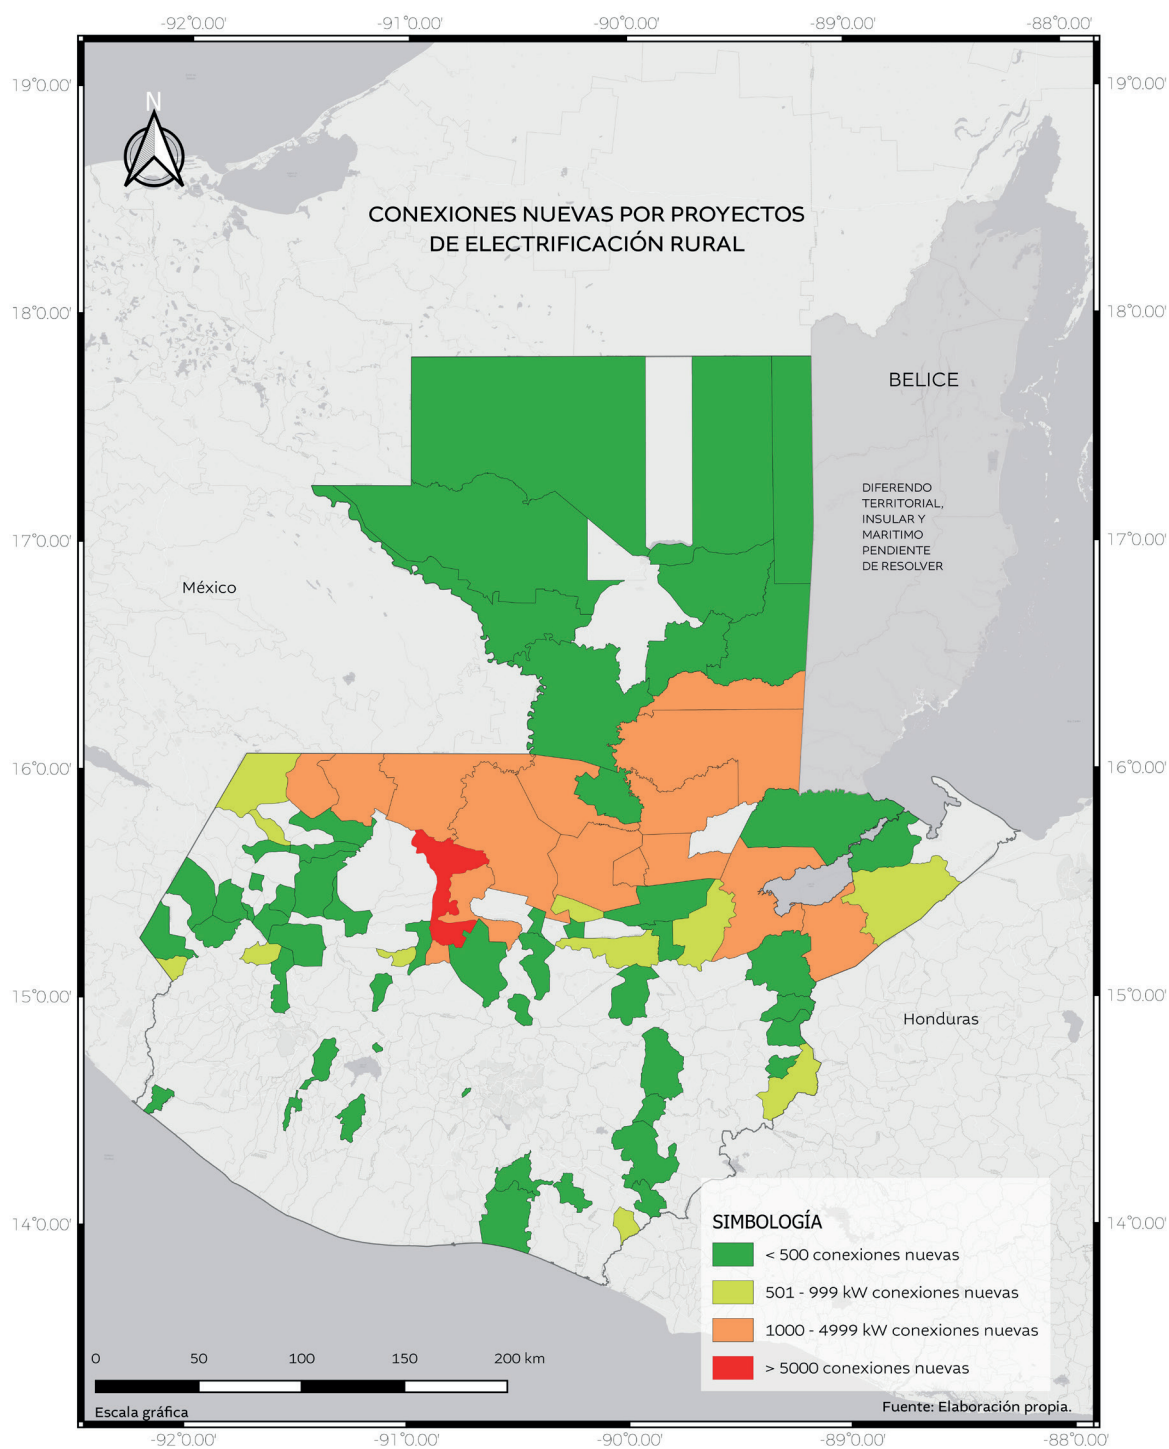 -92°0.00' -91°0.00' -90°0.00' -89°0.00' -88°0.00'
19°0.00' 19°0.00'
N
CONEXIONES NUEVAS POR PROYECTOS
DE ELECTRIFICACIÓN RURAL
18°0.00' 18°0.00'
BELICE
DIFERENDO
TERRITORIAL,
INSULAR Y
MARITIMO
PENDIENTE
DE RESOLVER
17°0.00' 17°0.00'
México
16°0.00' 16°0.00'
15°0.00' 15°0.00'
Honduras
14°0.00' 14°0.00'
SIMBOLOGÍA
< 500 conexiones nuevas
501 - 999 kW conexiones nuevas
1000 - 4999 kW conexiones nuevas
> 5000 conexiones nuevas
0 50 100 150 200 km
Escala gráfica
Fuente: Elaboración propia.
-92°0.00' -91°0.00' -90°0.00' -89°0.00' -88°0.00'